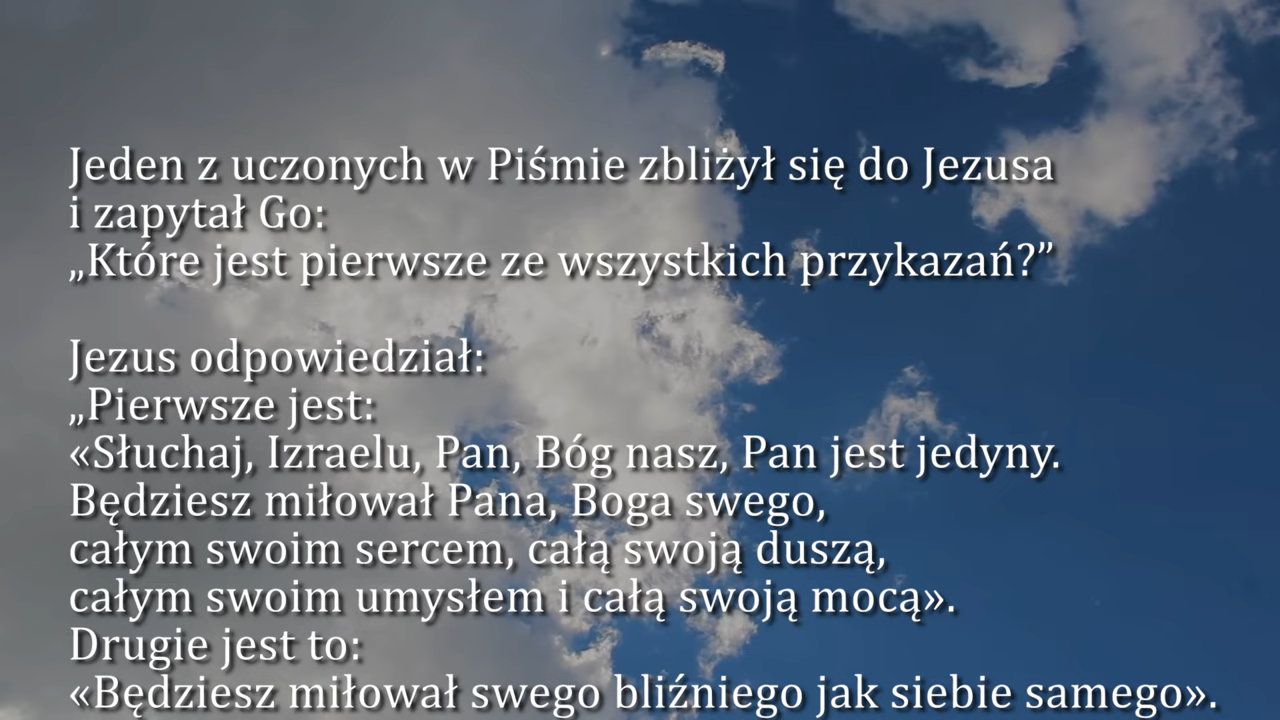 Jeden z uczonych w Piśmie zbliżył się do Jezusa
i zapytał Go:
„Które jest pierwsze ze wszystkich przykazań?”
Jezus odpowiedział:
„Pierwsze jest:
«Słuchaj, Izraelu, Pan, Bóg nasz, Pan jest jedyny.
Będziesz miłował Pana, Boga swego,
całym swoim sercem, całą swoją duszą,
całym swoim umysłem i całą swoją mocą».
Drugie jest to:
«Będziesz miłował swego bliźniego jak siebie samego».